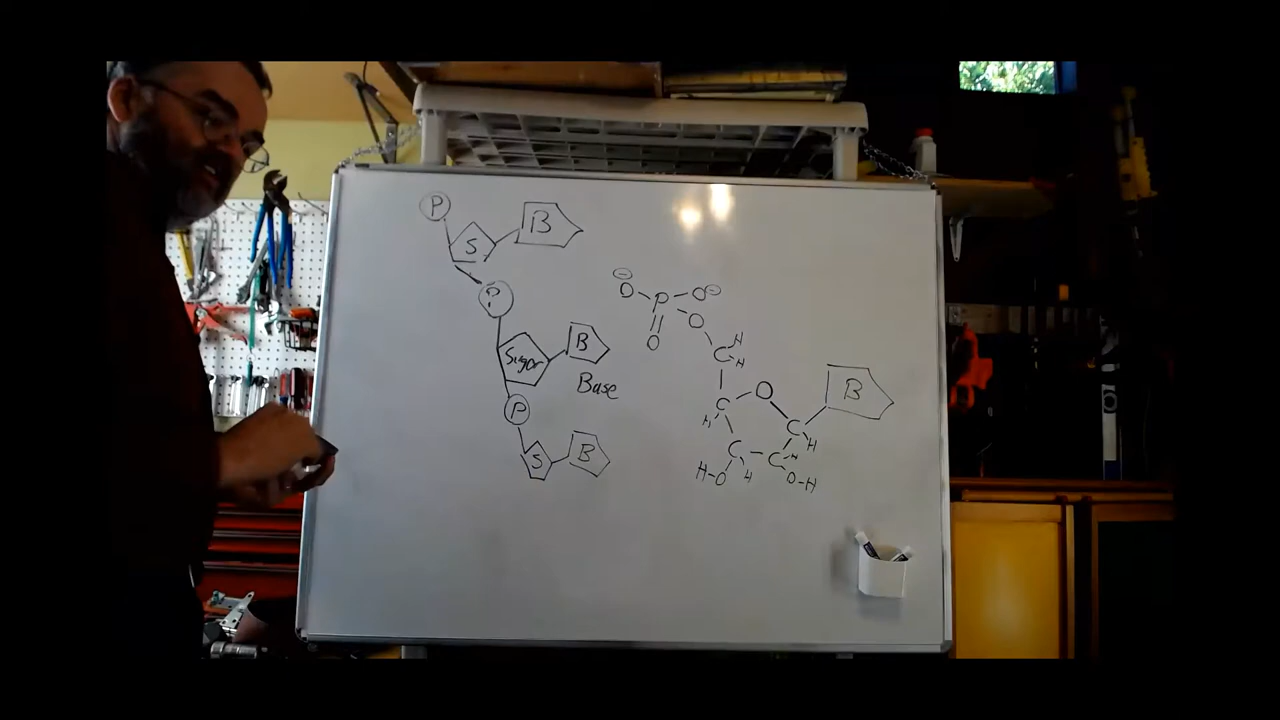 P
S B
P
Sugar B
Base
P
S B
⊖ ⊖
O P O
O O
H
C H
C O B
H
C H
C C H
H-O H O-H